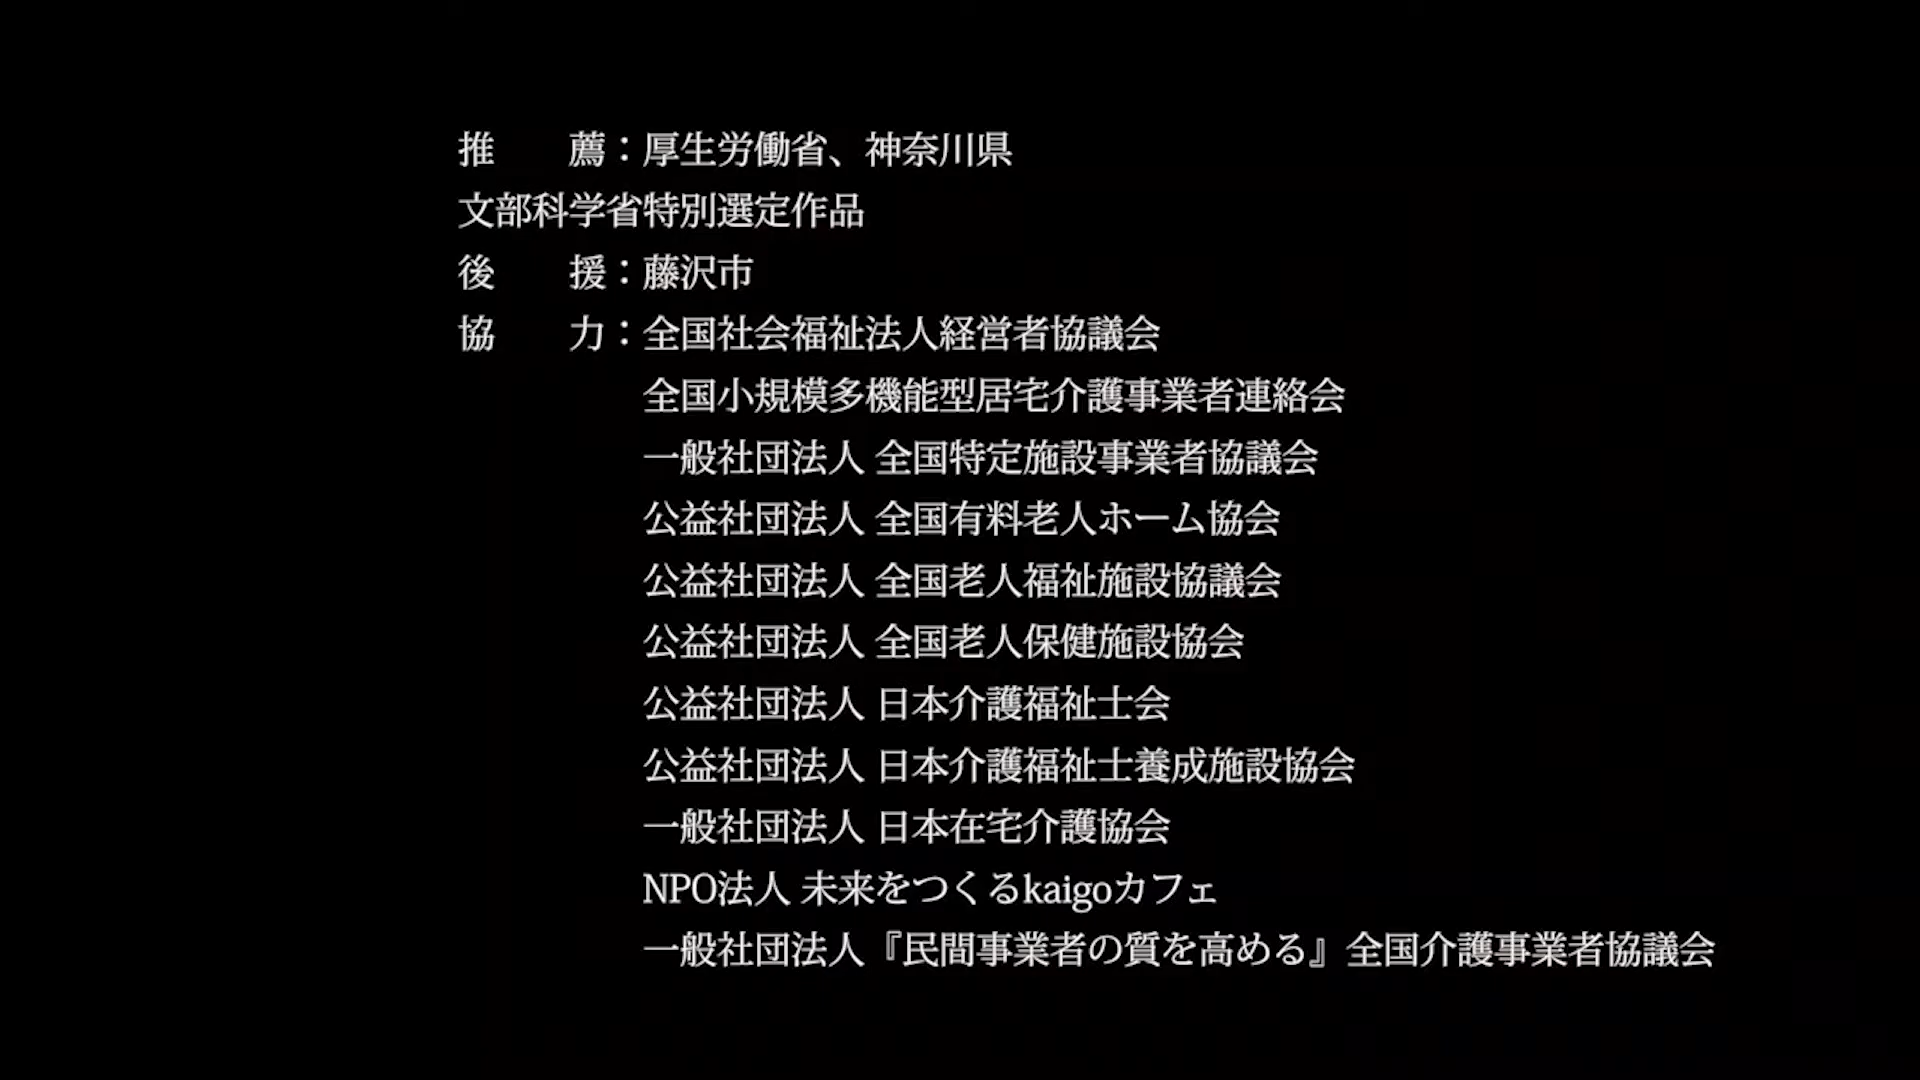 推　　薦：厚生労働省、神奈川県
文部科学省特別選定作品
後　　援：藤沢市
協　　力：全国社会福祉法人経営者協議会
全国小規模多機能型居宅介護事業者連絡会
一般社団法人 全国特定施設事業者協議会
公益社団法人 全国有料老人ホーム協会
公益社団法人 全国老人福祉施設協議会
公益社団法人 全国老人保健施設協会
公益社団法人 日本介護福祉士会
公益社団法人 日本介護福祉士養成施設協会
一般社団法人 日本在宅介護協会
NPO法人 未来をつくるkaigoカフェ
一般社団法人『民間事業者の質を高める』全国介護事業者協議会